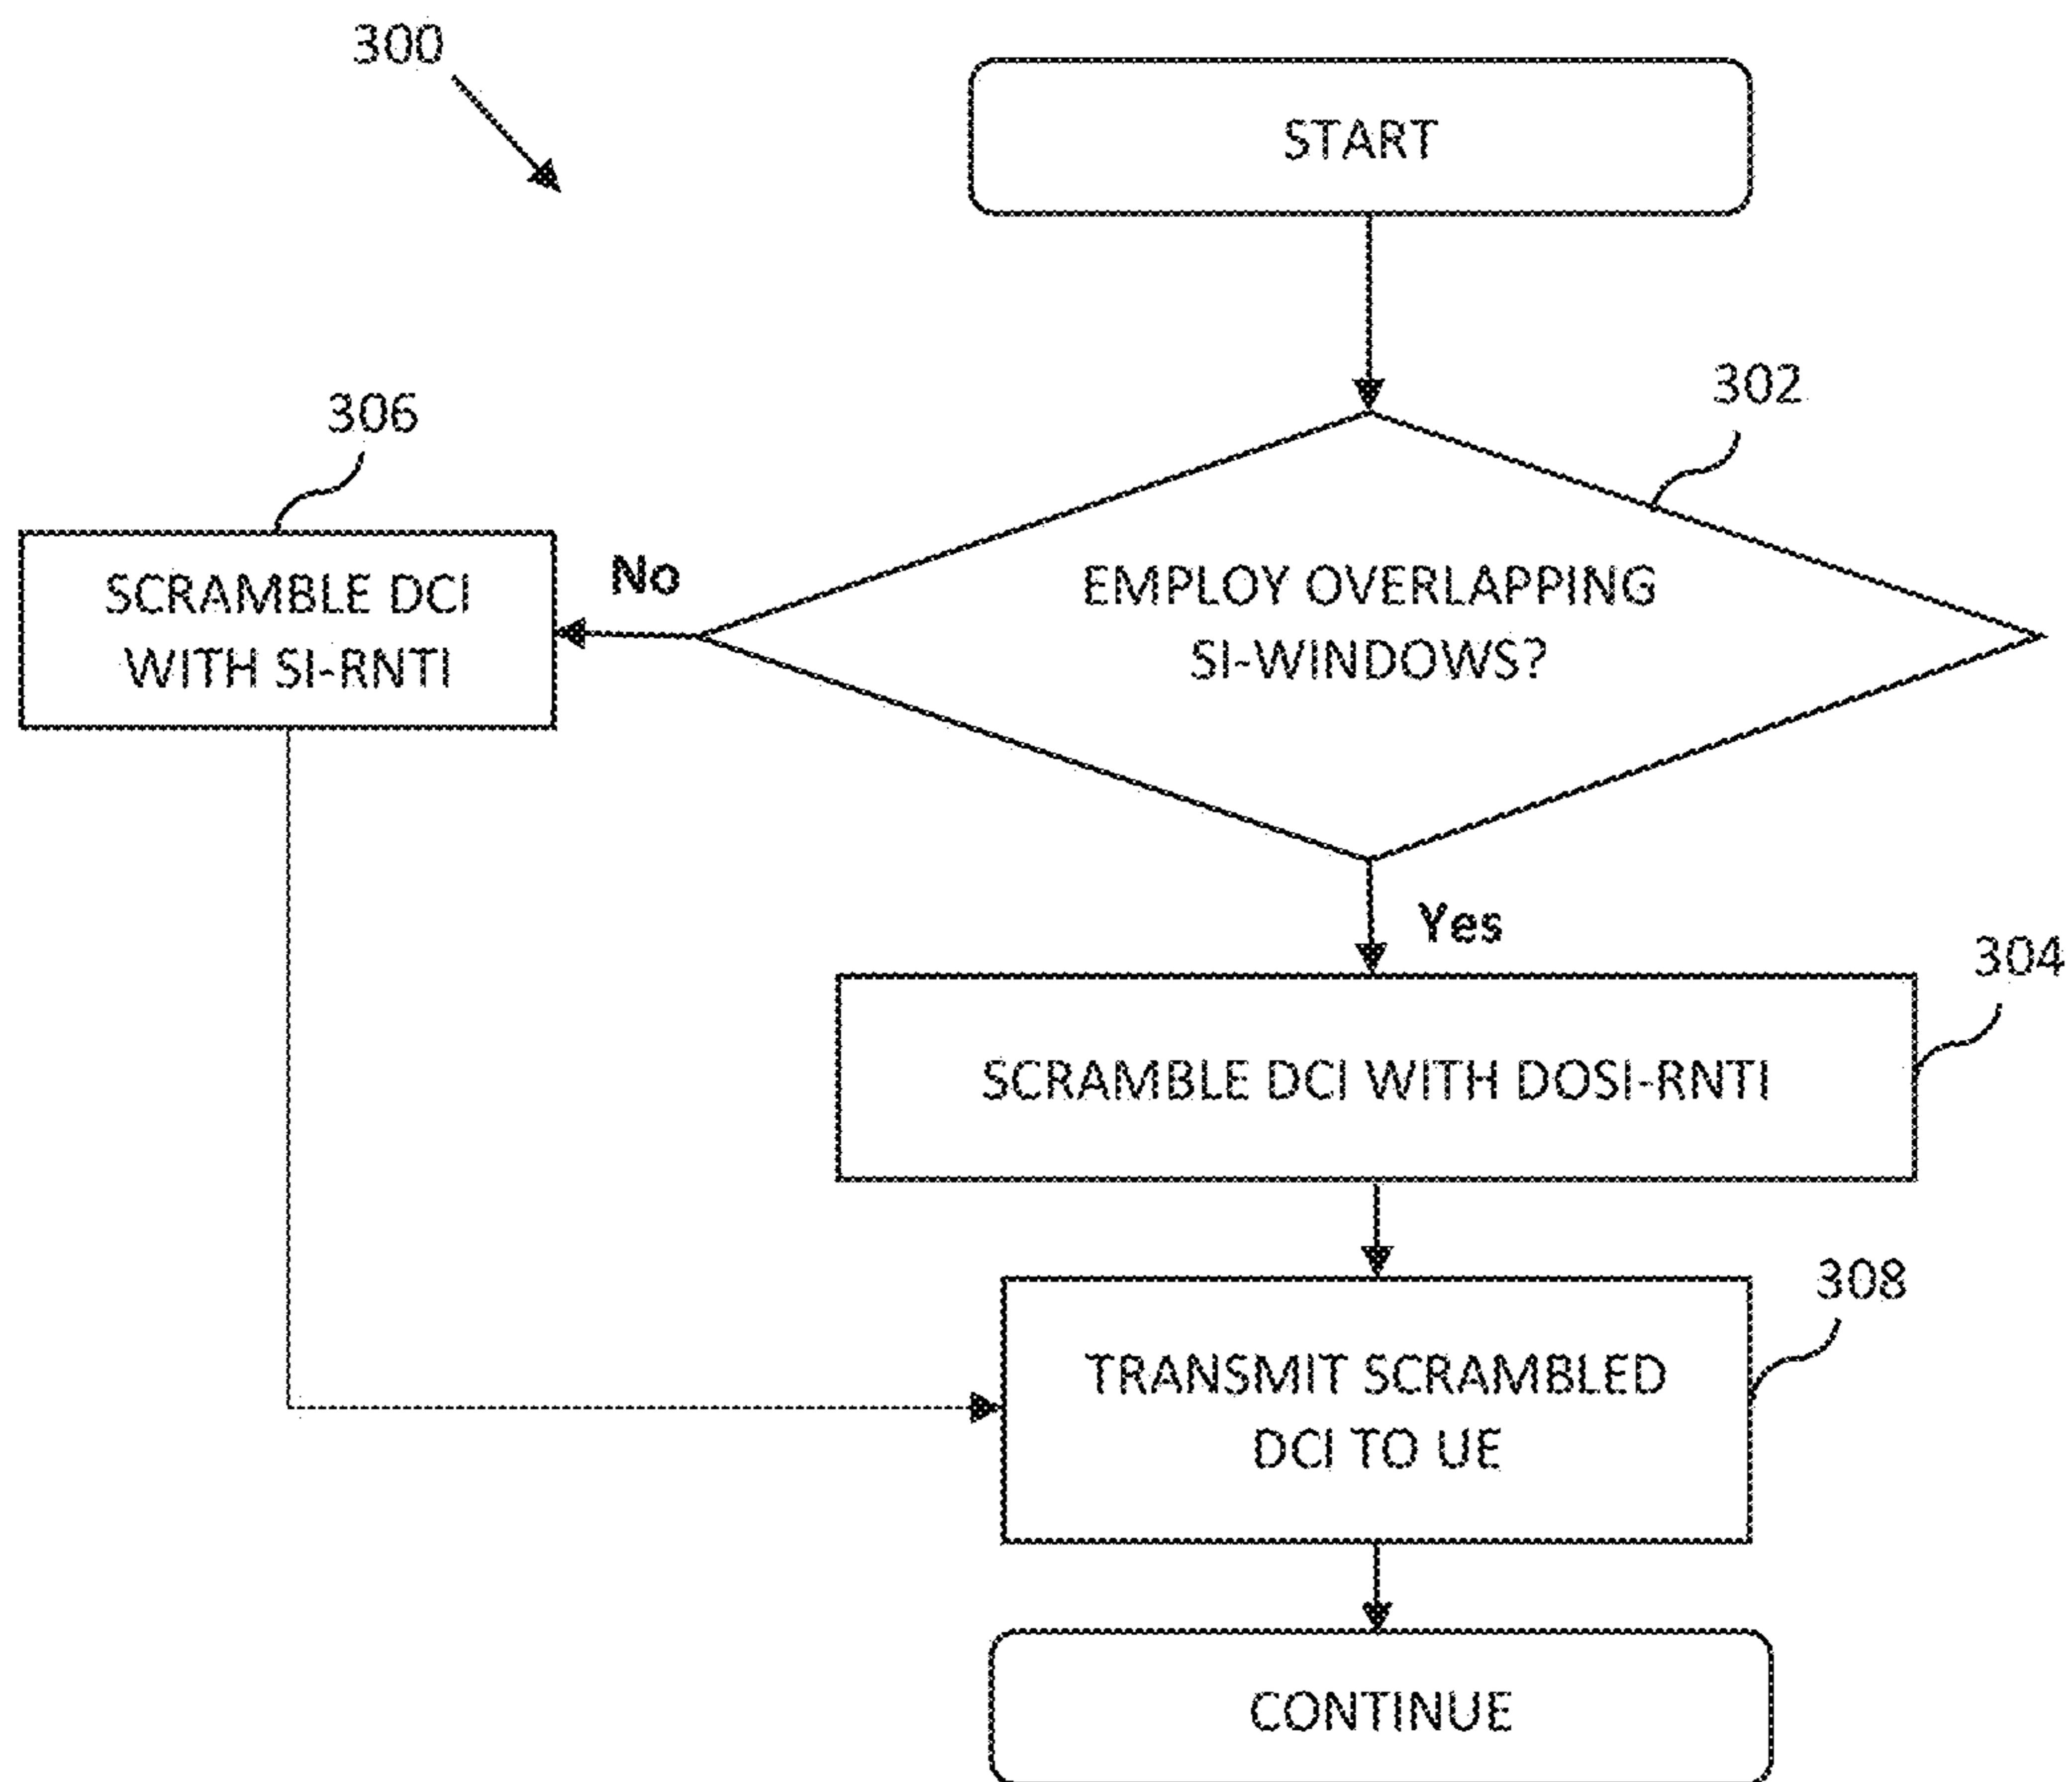 300
START
302
306
EMPLOY OVERLAPPING
SI-WINDOWS?
No
SCRAMBLE DCI
WITH SI-RNTI
Yes
304
SCRAMBLE DCI WITH DOSI-RNTI
308
TRANSMIT SCRAMBLED
DCI TO UE
CONTINUE